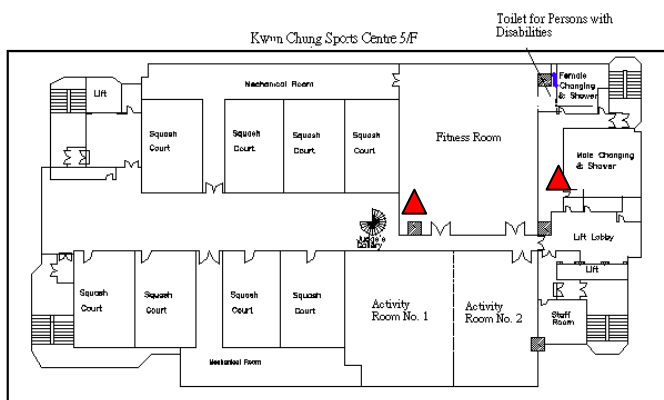 Toilet for Persons with
Disabilities
Kwun Chung Sports Centre 5/F
Lift
Mechanical Room
Female
Changing
& Shower
Squash
Court
Squash
Court
Squash
Court
Squash
Court
Fitness Room
Male Changing
& Shower
Judge's
Gallery
Lift Lobby
Lift
Squash
Court
Squash
Court
Squash
Court
Squash
Court
Activity
Room No. 1
Activity
Room No. 2
Staff
Room
Mechanical Room